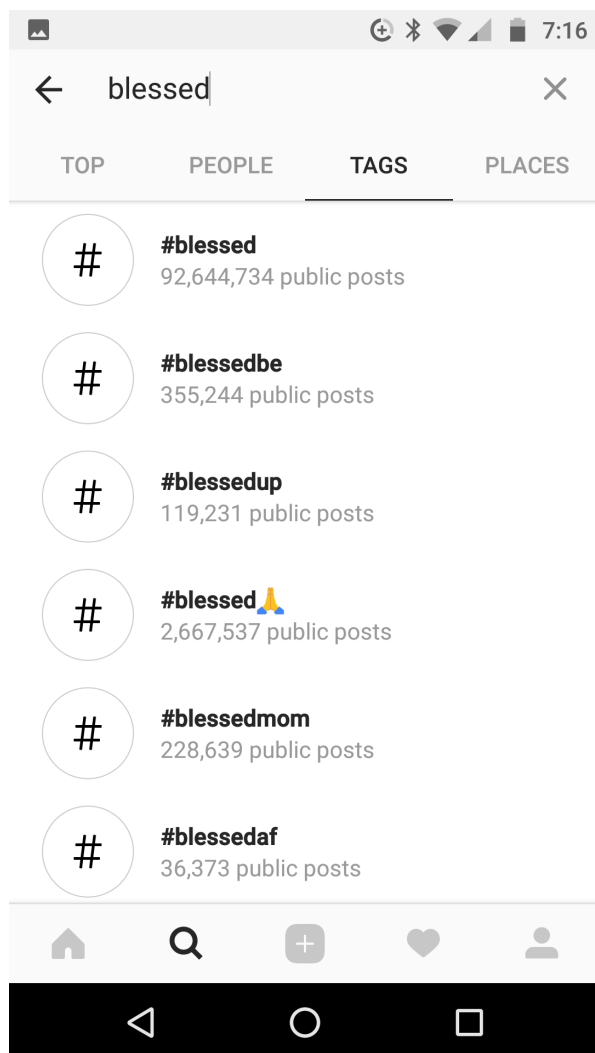 7:16
blessed
TOP PEOPLE TAGS PLACES
#blessed
92,644,734 public posts
#blessedbe
355,244 public posts
#blessedup
119,231 public posts
#blessed🙏
2,667,537 public posts
#blessedmom
228,639 public posts
#blessedaf
36,373 public posts